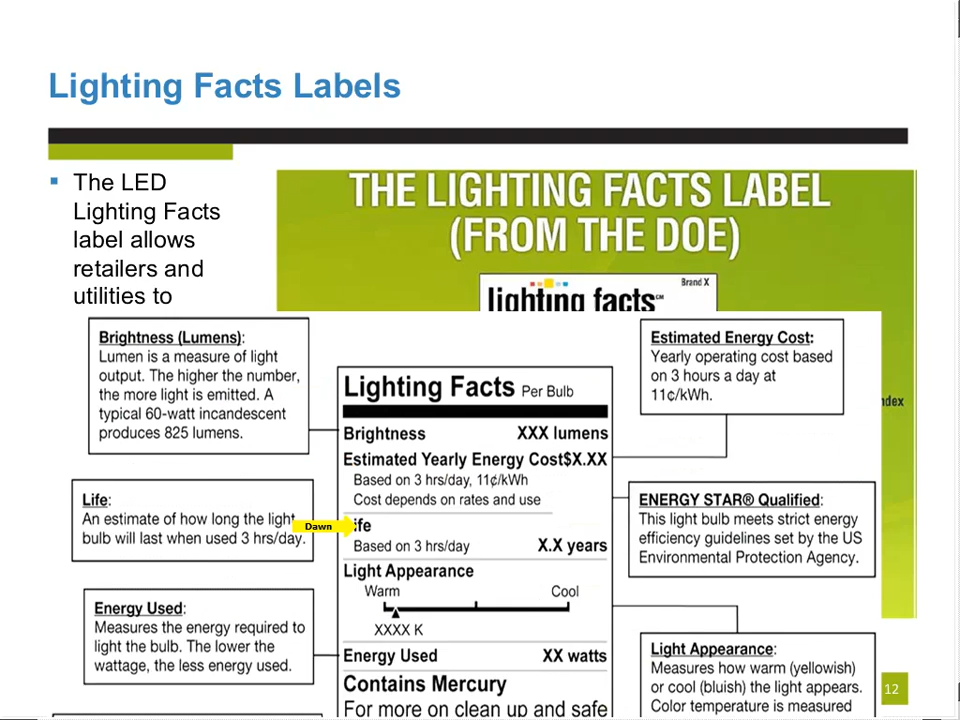 Lighting Facts Labels
The LED
Lighting Facts
label allows
retailers and
utilities to
THE LIGHTING FACTS LABEL
(FROM THE DOE)
Brand X
lighting facts℠
ndex
Brightness (Lumens):
Lumen is a measure of light
output. The higher the number,
the more light is emitted. A
typical 60-watt incandescent
produces 825 lumens.
Life:
An estimate of how long the light
bulb will last when used 3 hrs/day.
Dawn
Energy Used:
Measures the energy required to
light the bulb. The lower the
wattage, the less energy used.
Lighting Facts Per Bulb
Brightness XXX lumens
Estimated Yearly Energy Cost$X.XX
Based on 3 hrs/day, 11¢/kWh
Cost depends on rates and use
ife
Based on 3 hrs/day X.X years
Light Appearance
Warm Cool
XXXX K
Energy Used XX watts
Contains Mercury
For more on clean up and safe
Estimated Energy Cost:
Yearly operating cost based
on 3 hours a day at
11¢/kWh.
ENERGY STAR® Qualified:
This light bulb meets strict energy
efficiency guidelines set by the US
Environmental Protection Agency.
Light Appearance:
Measures how warm (yellowish)
or cool (bluish) the light appears.
Color temperature is measured
12